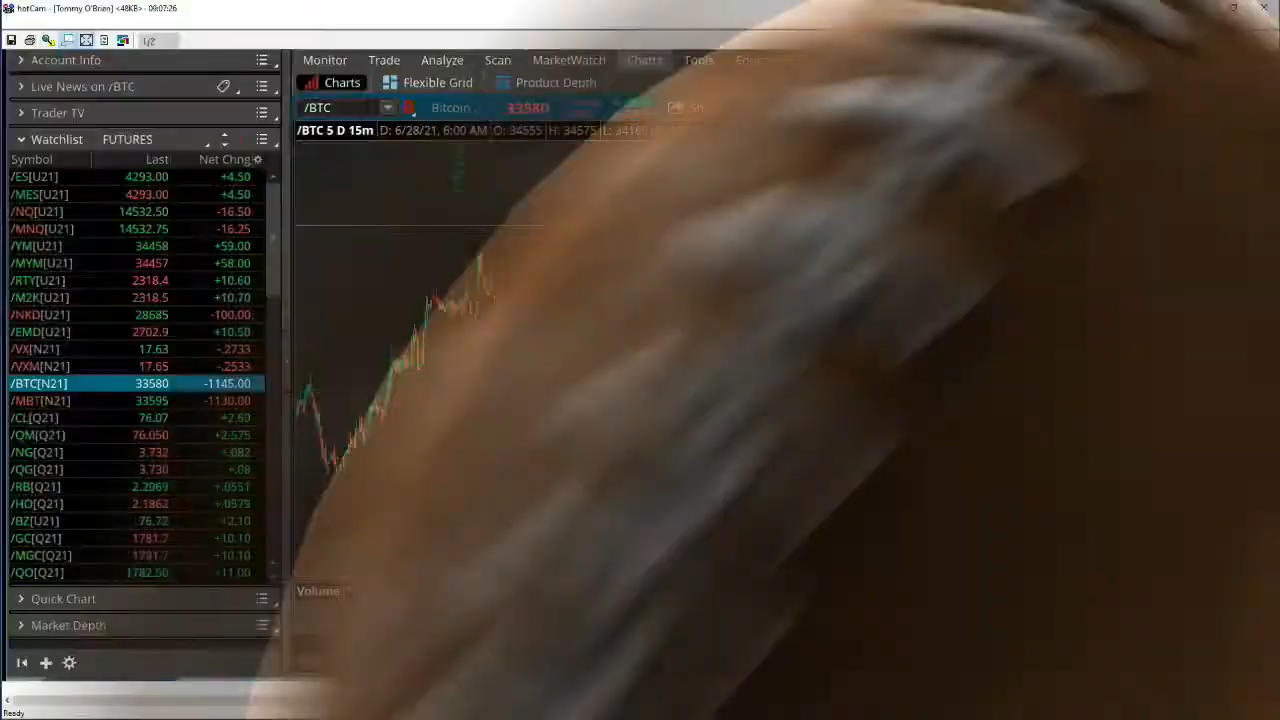 hotCam - [Tommy O'Brien] <48KB> - 09:07:26
Account Info
Live News on /BTC
Trader TV
Watchlist FUTURES
Symbol Last Net Chng
/ES[U21] 4293.00 +4.50
/MES[U21] 4293.00 +4.50
/NQ[U21] 14532.50 -16.50
/MNQ[U21] 14532.75 -16.25
/YM[U21] 34458 +59.00
/MYM[U21] 34457 +58.00
/RTY[U21] 2318.4 +10.60
/M2K[U21] 2318.5 +10.70
/NKD[U21] 28685 -100.00
/EMD[U21] 2702.9 +10.50
/VX[N21] 17.63 -.2733
/VXM[N21] 17.65 -.2533
/BTC[N21] 33580 -1145.00
/MBT[N21] 33595 -1130.00
/CL[Q21] 76.07 +2.60
/QM[Q21] 76.050 +2.575
/NG[Q21] 3.732 +.082
/QG[Q21] 3.730 +.08
/RB[Q21] 2.2969 +.0551
/HO[Q21] 2.1862 +.0579
/BZ[U21] 76.72 +2.10
/GC[Q21] 1781.7 +10.10
/MGC[Q21] 1781.7 +10.10
/QO[Q21] 1782.50 +11.00
Quick Chart
Market Depth
Ready
Monitor Trade Analyze Scan MarketWatch Charts Tools
Charts Flexible Grid Product Depth
/BTC Bitcoin 33580 Sh
/BTC 5 D 15m D: 6/28/21, 6:00 AM O: 34555 H: 34575 L:
Volume